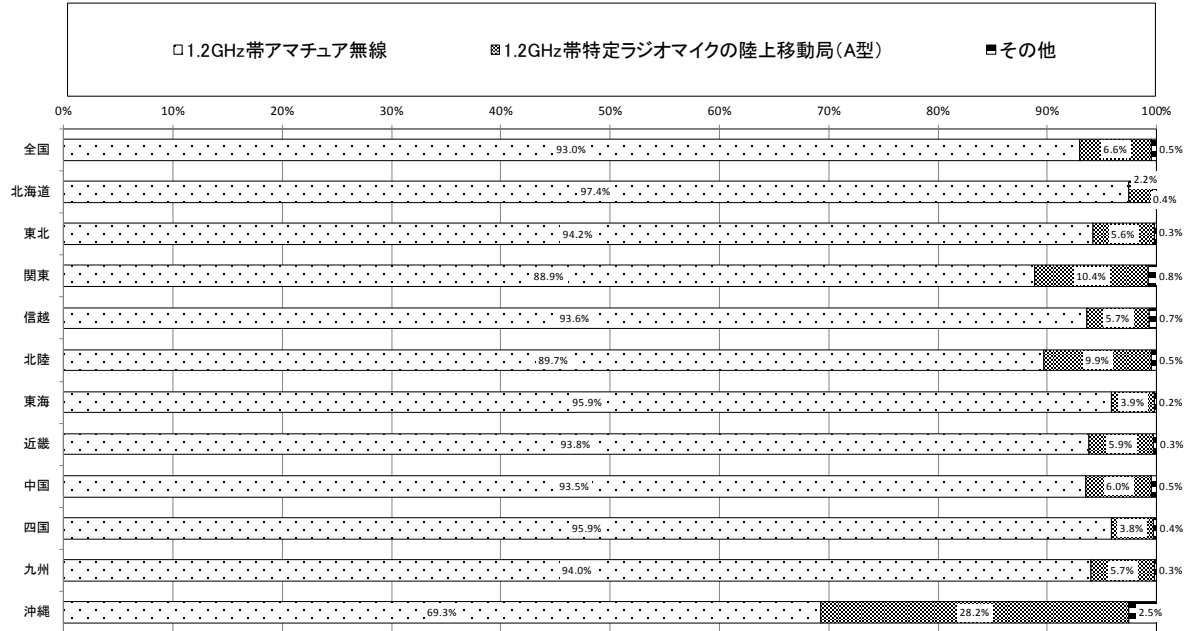 1.2GHz帯アマチュア無線 1.2GHz帯特定ラジオマイクの陸上移動局(A型) その他
0% 10% 20% 30% 40% 50% 60% 70% 80% 90% 100%
全国 93.0% 6.6% 0.5%
北海道 97.4% 2.2% 0.4%
東北 94.2% 5.6% 0.3%
関東 88.9% 10.4% 0.8%
信越 93.6% 5.7% 0.7%
北陸 89.7% 9.9% 0.5%
東海 95.9% 3.9% 0.2%
近畿 93.8% 5.9% 0.3%
中国 93.5% 6.0% 0.5%
四国 95.9% 3.8% 0.4%
九州 94.0% 5.7% 0.3%
沖縄 69.3% 28.2% 2.5%